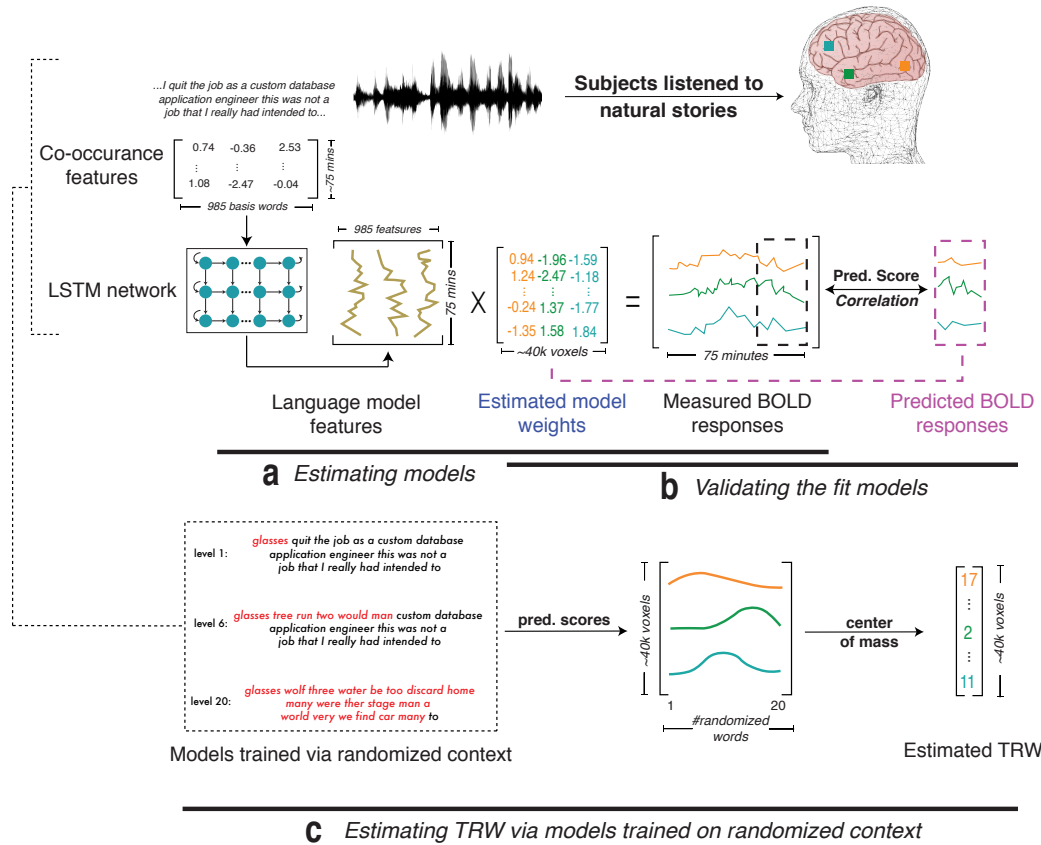 ...I quit the job as a custom database
application engineer this was not a
job that I really had intended to...
Subjects listened to
natural stories
Co-occurance
features
0.74 -0.36 2.53
⋮ ⋮ ⋮
1.08 -2.47 -0.04
~75 mins
985 basis words
LSTM network
985 featsures
75 mins
X
0.94 -1.96 -1.59
1.24 -2.47 -1.18
⋮ ⋮ ⋮
-0.24 1.37 -1.77
-1.35 1.58 1.84
~40k voxels
=
75 minutes
Pred. Score
Correlation
Language model
features
Estimated model
weights
Measured BOLD
responses
Predicted BOLD
responses
a Estimating models
b Validating the fit models
level 1:
glasses quit the job as a custom database
application engineer this was not a
job that I really had intended to
level 6:
glasses tree run two would man custom database
application engineer this was not a
job that I really had intended to
level 20:
glasses wolf three water be too discard home
many were ther stage man a
world very we find car many to
Models trained via randomized context
pred. scores
~40k voxels
1 20
#randomized
words
center
of mass
17
⋮
2
⋮
11
~40k voxels
Estimated TRW
c Estimating TRW via models trained on randomized context